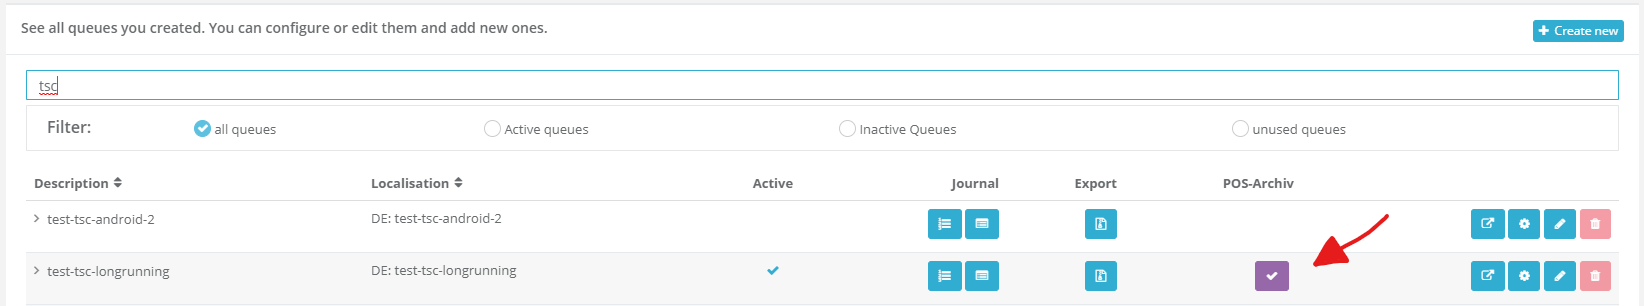 See all queues you created. You can configure or edit them and add new ones.
Create new
tsc
Filter:
all queues
Active queues
Inactive Queues
unused queues
Description
Localisation
Active
Journal
Export
POS-Archiv
test-tsc-android-2
DE: test-tsc-android-2
test-tsc-longrunning
DE: test-tsc-longrunning